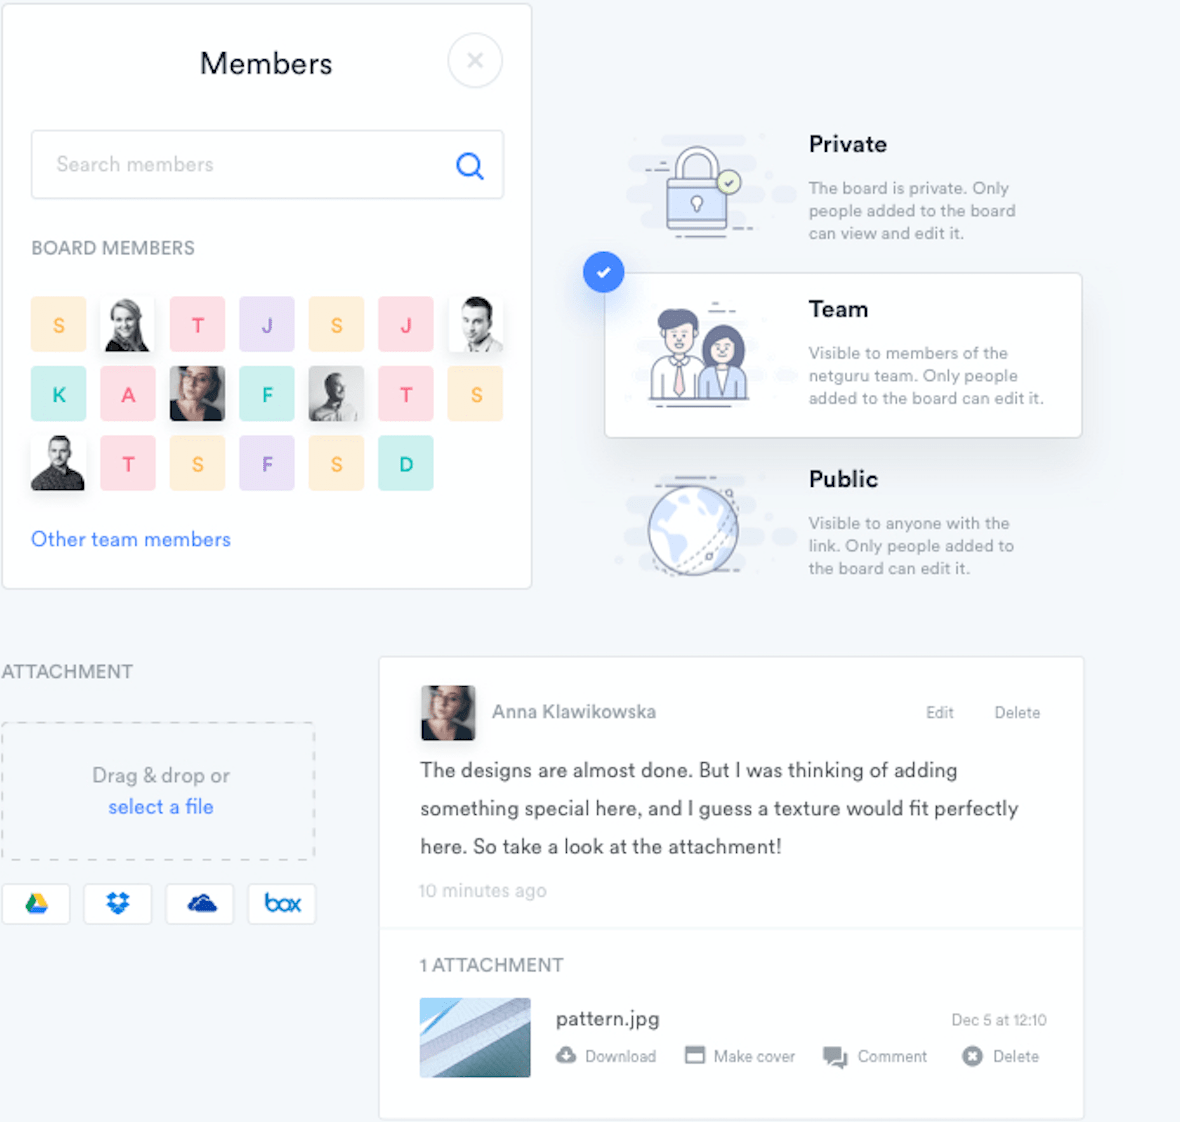 Members
Search members
BOARD MEMBERS
S T J S J
K A F T S
T S F S D
Other team members
Private
The board is private. Only
people added to the board
can view and edit it.
Team
Visible to members of the
netguru team. Only people
added to the board can edit it.
Public
Visible to anyone with the
link. Only people added to
the board can edit it.
ATTACHMENT
Drag & drop or
select a file
box
Anna Klawikowska
Edit Delete
The designs are almost done. But I was thinking of adding
something special here, and I guess a texture would fit perfectly
here. So take a look at the attachment!
10 minutes ago
1 ATTACHMENT
pattern.jpg
Dec 5 at 12:10
Download Make cover Comment Delete